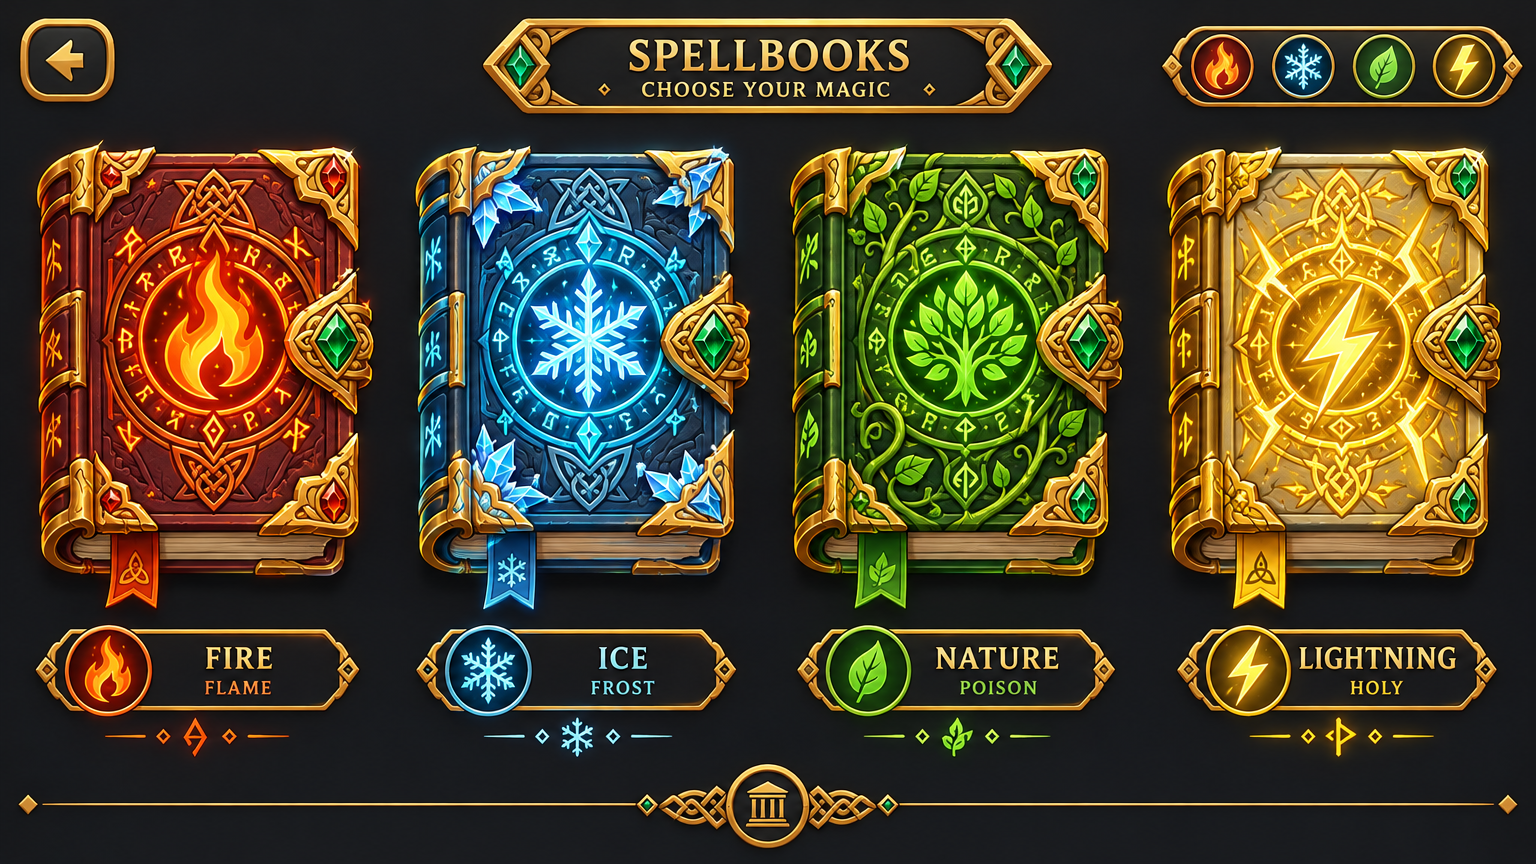 SPELLBOOKS
CHOOSE YOUR MAGIC
FIRE
FLAME
ICE
FROST
NATURE
POISON
LIGHTNING
HOLY